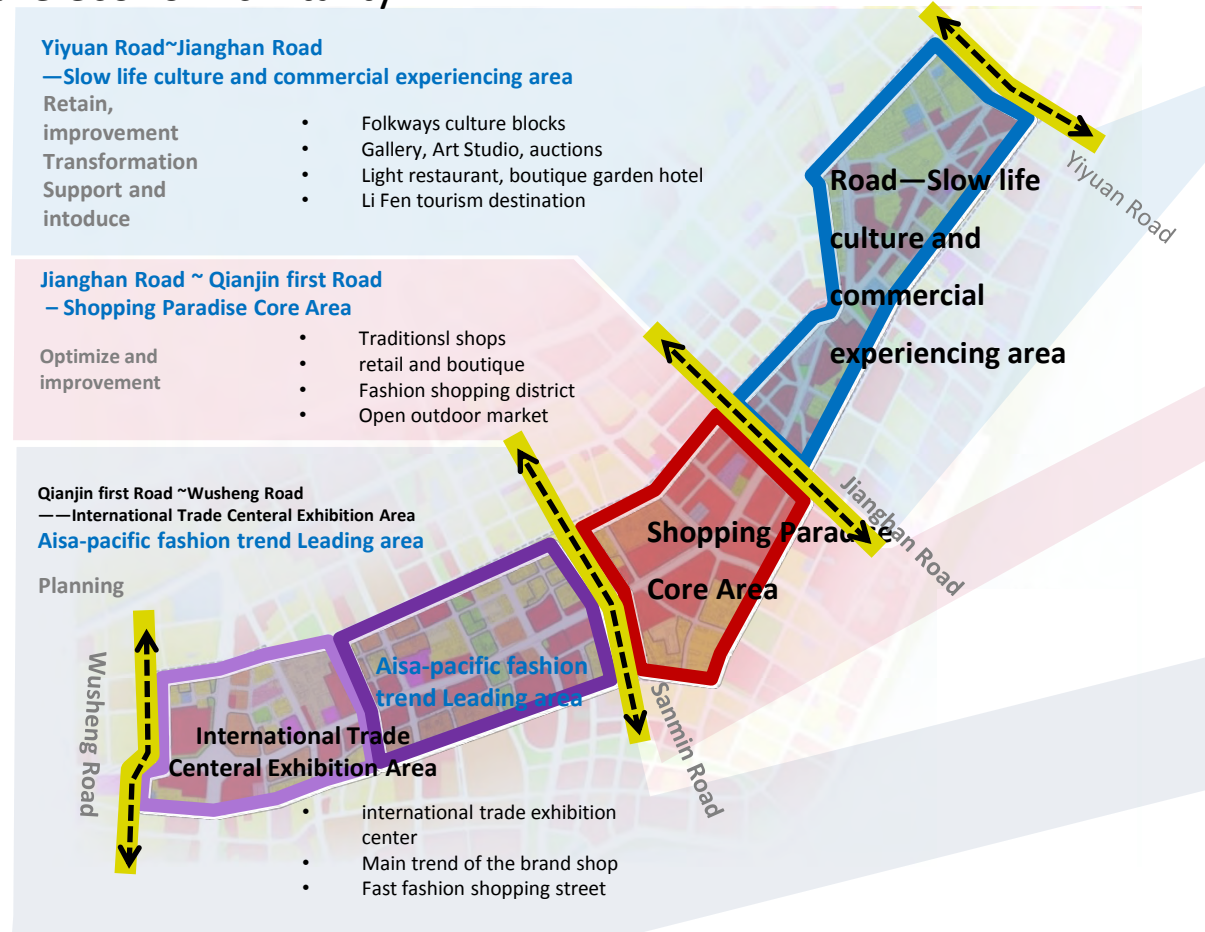 Yiyuan Road~Jianghan Road
—Slow life culture and commercial experiencing area
Retain,
improvement
Transformation
Support and
intoduce
• Folkways culture blocks
• Gallery, Art Studio, auctions
• Light restaurant, boutique garden hotel
• Li Fen tourism destination
Road—Slow life
culture and
commercial
experiencing area
Yiyuan Road
Jianghan Road ~ Qianjin first Road
– Shopping Paradise Core Area
Optimize and
improvement
• Traditionsl shops
• retail and boutique
• Fashion shopping district
• Open outdoor market
Shopping Paradise
Core Area
Jianghan Road
Qianjin first Road ~Wusheng Road
——International Trade Centeral Exhibition Area
Aisa-pacific fashion trend Leading area
Planning
Aisa-pacific fashion
trend Leading area
Sanmin Road
Wusheng Road
International Trade
Centeral Exhibition Area
• international trade exhibition
center
• Main trend of the brand shop
• Fast fashion shopping street